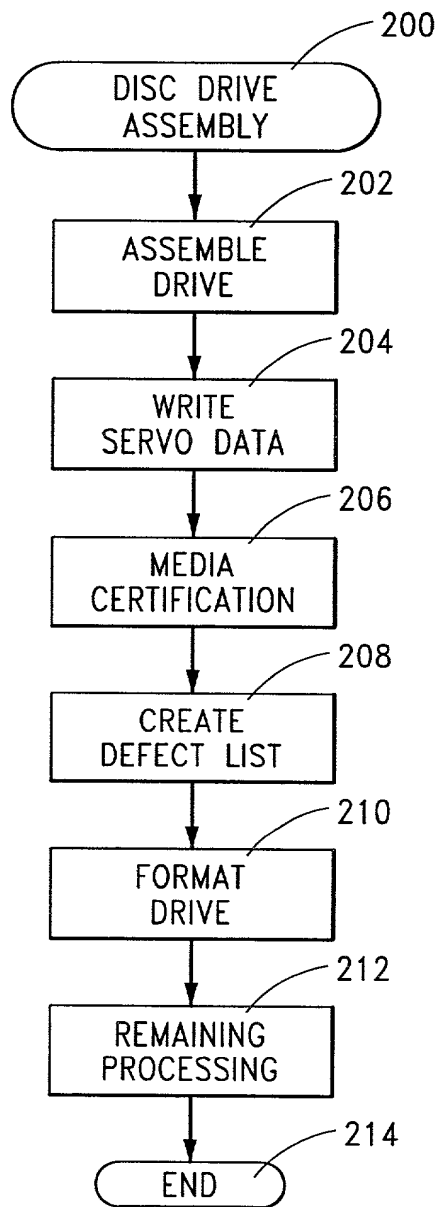 200
DISC DRIVE
ASSEMBLY
202
ASSEMBLE
DRIVE
204
WRITE
SERVO DATA
206
MEDIA
CERTIFICATION
208
CREATE
DEFECT LIST
210
FORMAT
DRIVE
212
REMAINING
PROCESSING
214
END